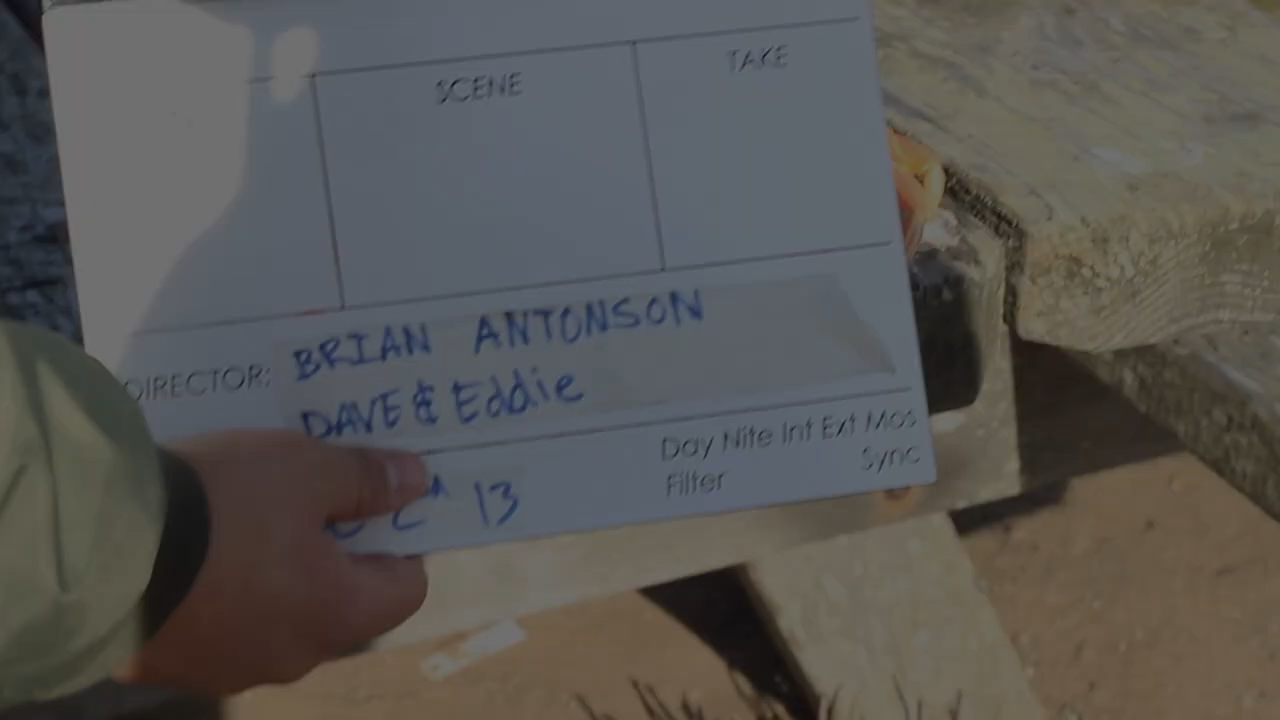 SCENE TAKE
DIRECTOR: BRIAN ANTONSON
DAVE & Eddie
Day Nite Int Ext Mos
13 Filter Sync